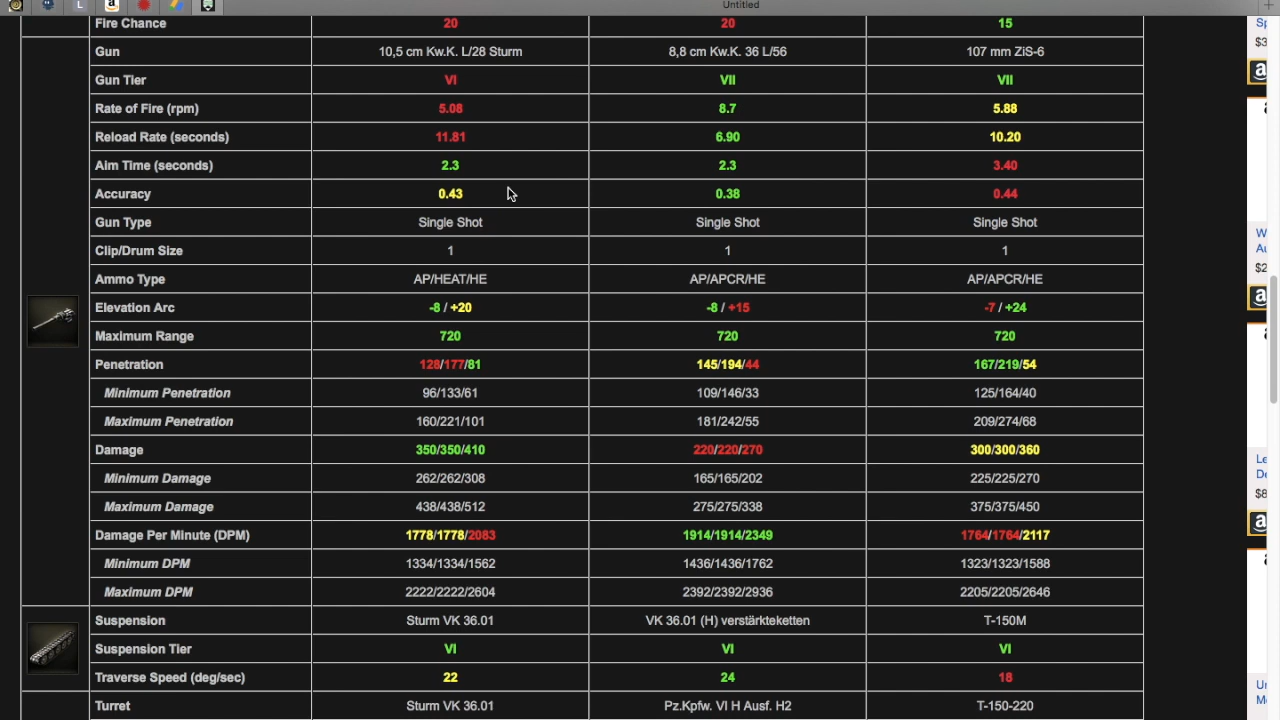 Untitled
L
a
Fire Chance 20 20 15
Sp
$3
Gun 10,5 cm Kw.K. L/28 Sturm 8,8 cm Kw.K. 36 L/56 107 mm ZiS-6
a
Gun Tier VI VII VII
Rate of Fire (rpm) 5.08 8.7 5.88
Reload Rate (seconds) 11.81 6.90 10.20
Aim Time (seconds) 2.3 2.3 3.40
Accuracy 0.43 0.38 0.44
Gun Type Single Shot Single Shot Single Shot
W
Au
Clip/Drum Size 1 1 1
$2
Ammo Type AP/HEAT/HE AP/APCR/HE AP/APCR/HE
a
Elevation Arc -8 / +20 -8 / +15 -7 / +24
Maximum Range 720 720 720
Penetration 128/177/81 145/194/44 167/219/54
Minimum Penetration 96/133/61 109/146/33 125/164/40
Maximum Penetration 160/221/101 181/242/55 209/274/68
Damage 350/350/410 220/220/270 300/300/360
Le
De
Minimum Damage 262/262/308 165/165/202 225/225/270
$8
Maximum Damage 438/438/512 275/275/338 375/375/450
a
Damage Per Minute (DPM) 1778/1778/2083 1914/1914/2349 1764/1764/2117
Minimum DPM 1334/1334/1562 1436/1436/1762 1323/1323/1588
Maximum DPM 2222/2222/2604 2392/2392/2936 2205/2205/2646
Suspension Sturm VK 36.01 VK 36.01 (H) verstärkteketten T-150M
Suspension Tier VI VI VI
Traverse Speed (deg/sec) 22 24 18
Un
Turret Sturm VK 36.01 Pz.Kpfw. VI H Ausf. H2 T-150-220